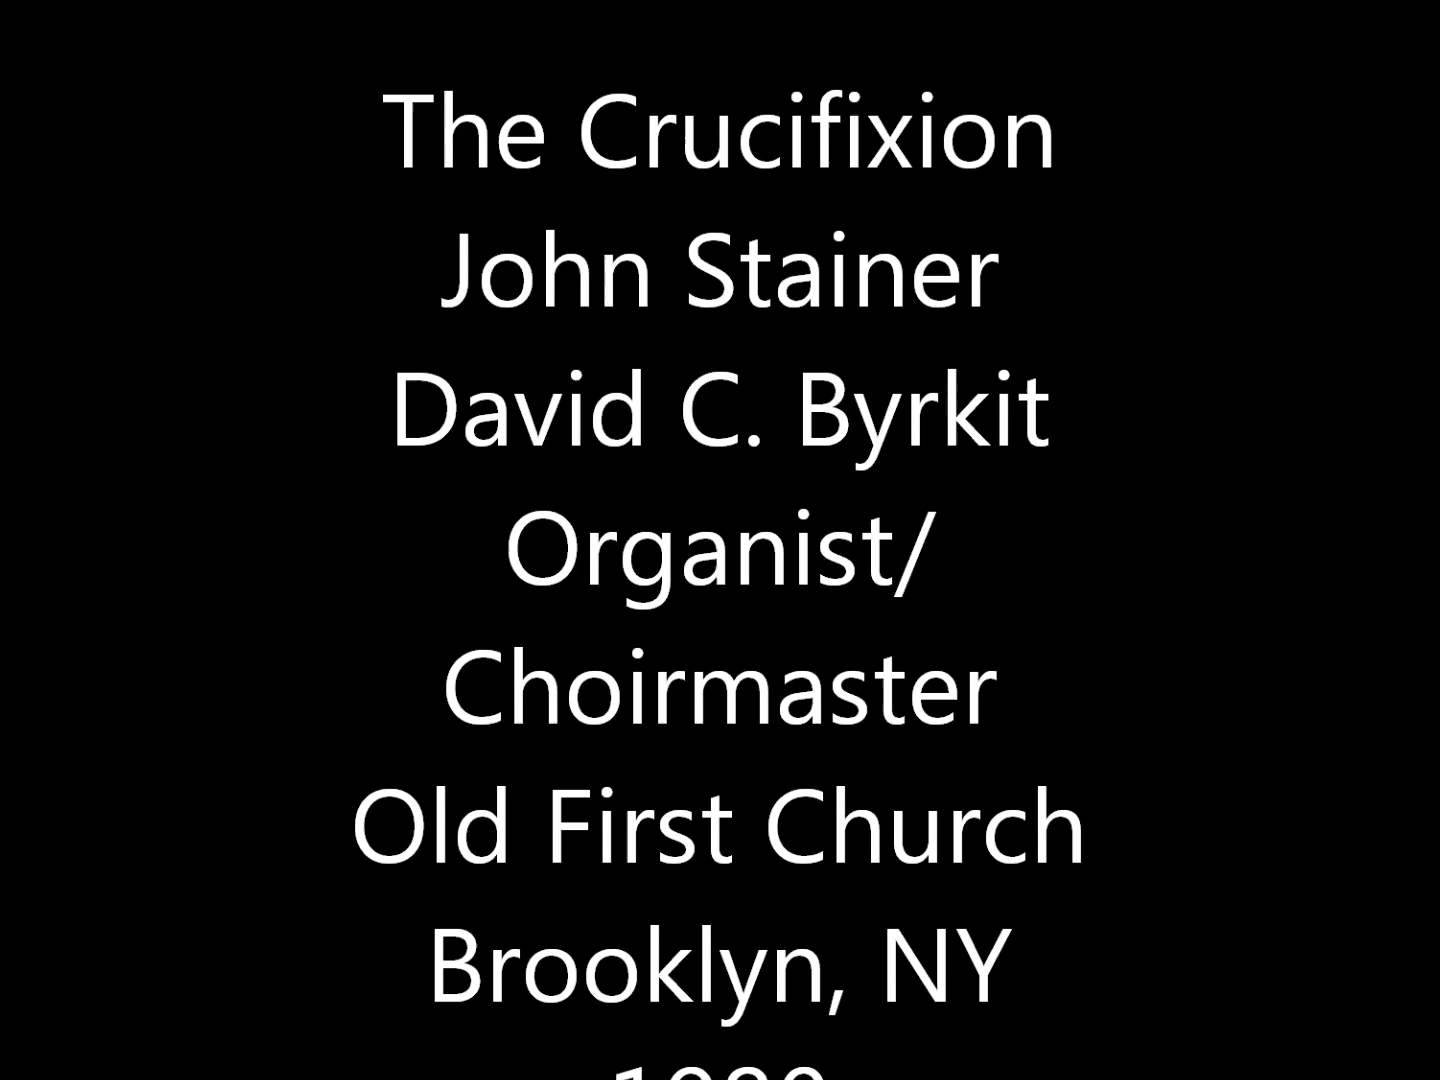 The Crucifixion
John Stainer
David C. Byrkit
Organist/
Choirmaster
Old First Church
Brooklyn, NY